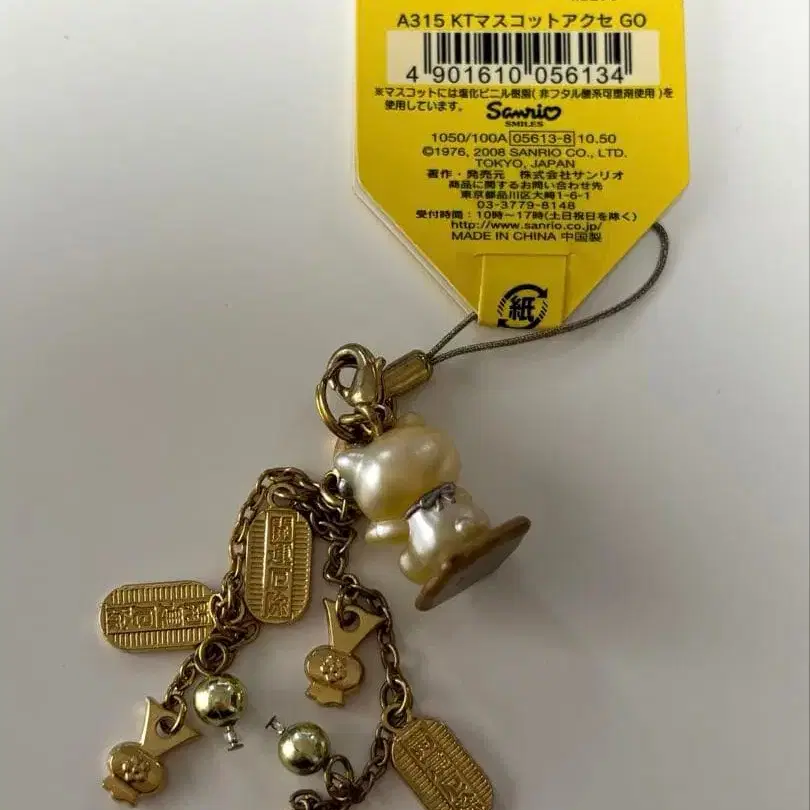 A315 KTマスコットアクセ GO
4 901610 056134
※マスコットには塩化ビニル樹脂(非フタル酸系可塑剤使用)を
使用しています。
Sanrio
SMILES
1050/100A 05613-8 10.50
©1976, 2008 SANRIO CO., LTD.
TOKYO, JAPAN
著作・発売元 株式会社サンリオ
商品に関するお問い合わせ先
東京都品川区大崎1-6-1
03-3779-8148
受付時間:10時～17時(土日祝日を除く)
http://www.sanrio.co.jp/
MADE IN CHINA 中国製
紙
開運